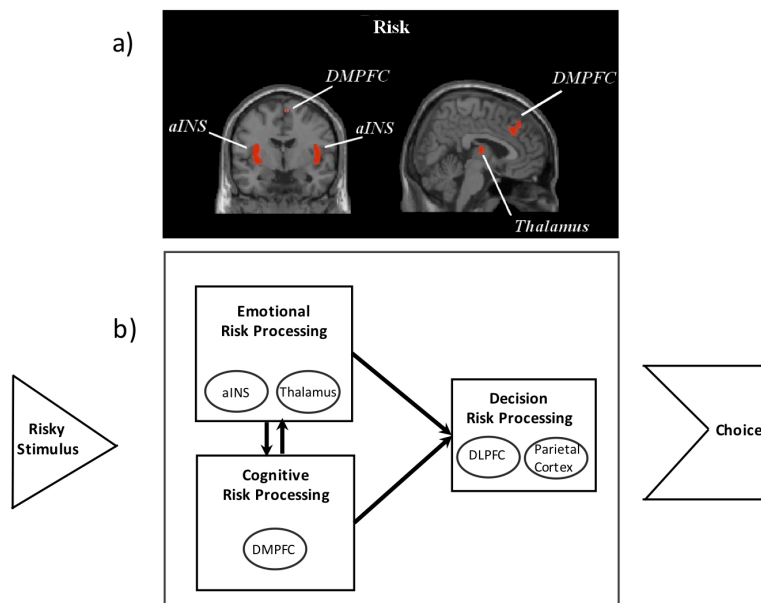 a)
Risk
DMPFC
DMPFC
aINS
aINS
Thalamus
b)
Emotional
Risk Processing
aINS
Thalamus
Risky
Stimulus
Decision
Risk Processing
DLPFC
Parietal
Cortex
Choice
Cognitive
Risk Processing
DMPFC